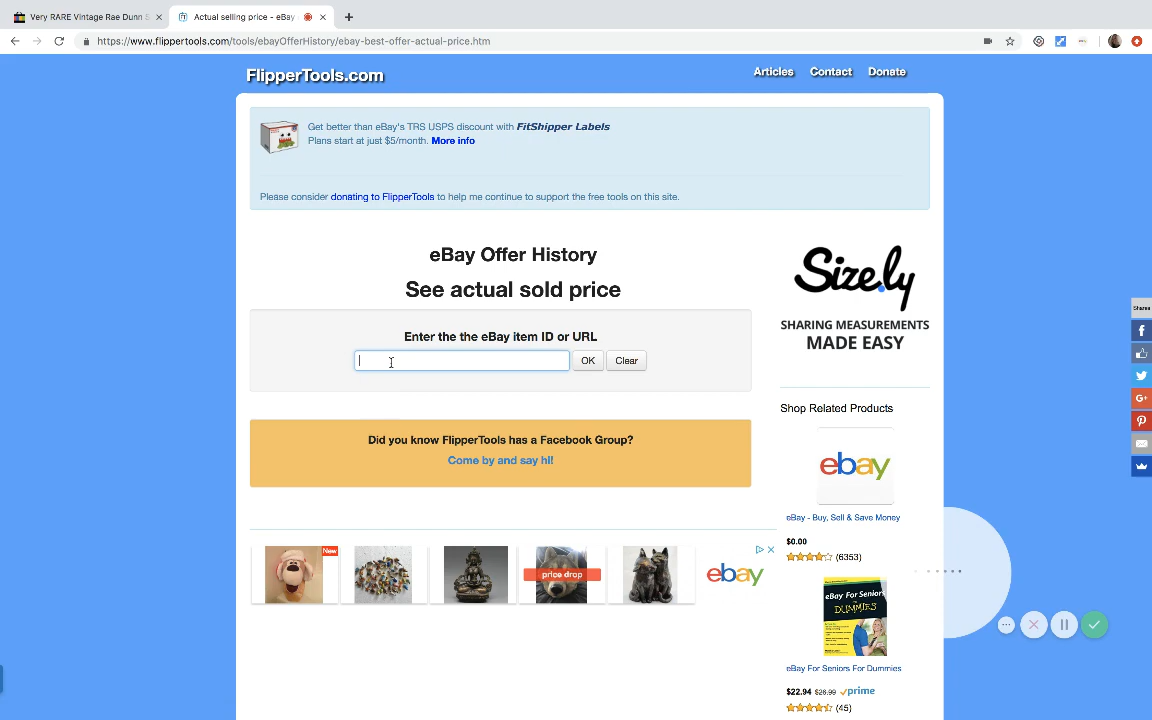 Very RARE Vintage Rae Dunn
Actual selling price - eBay
https://www.flippertools.com/tools/ebayOfferHistory/ebay-best-offer-actual-price.htm
FlipperTools.com
Articles Contact Donate
Get better than eBay's TRS USPS discount with FitShipper Labels
Plans start at just $5/month. More info
Please consider donating to FlipperTools to help me continue to support the free tools on this site.
eBay Offer History
See actual sold price
Enter the the eBay item ID or URL
OK Clear
Did you know FlipperTools has a Facebook Group?
Come by and say hi!
Size.ly
SHARING MEASUREMENTS
MADE EASY
Shop Related Products
ebay
eBay - Buy, Sell & Save Money
$0.00
(6353)
eBay For Seniors
DUMMIES
eBay For Seniors For Dummies
$22.94 $26.99 prime
(45)
New
price drop
ebay
Shares